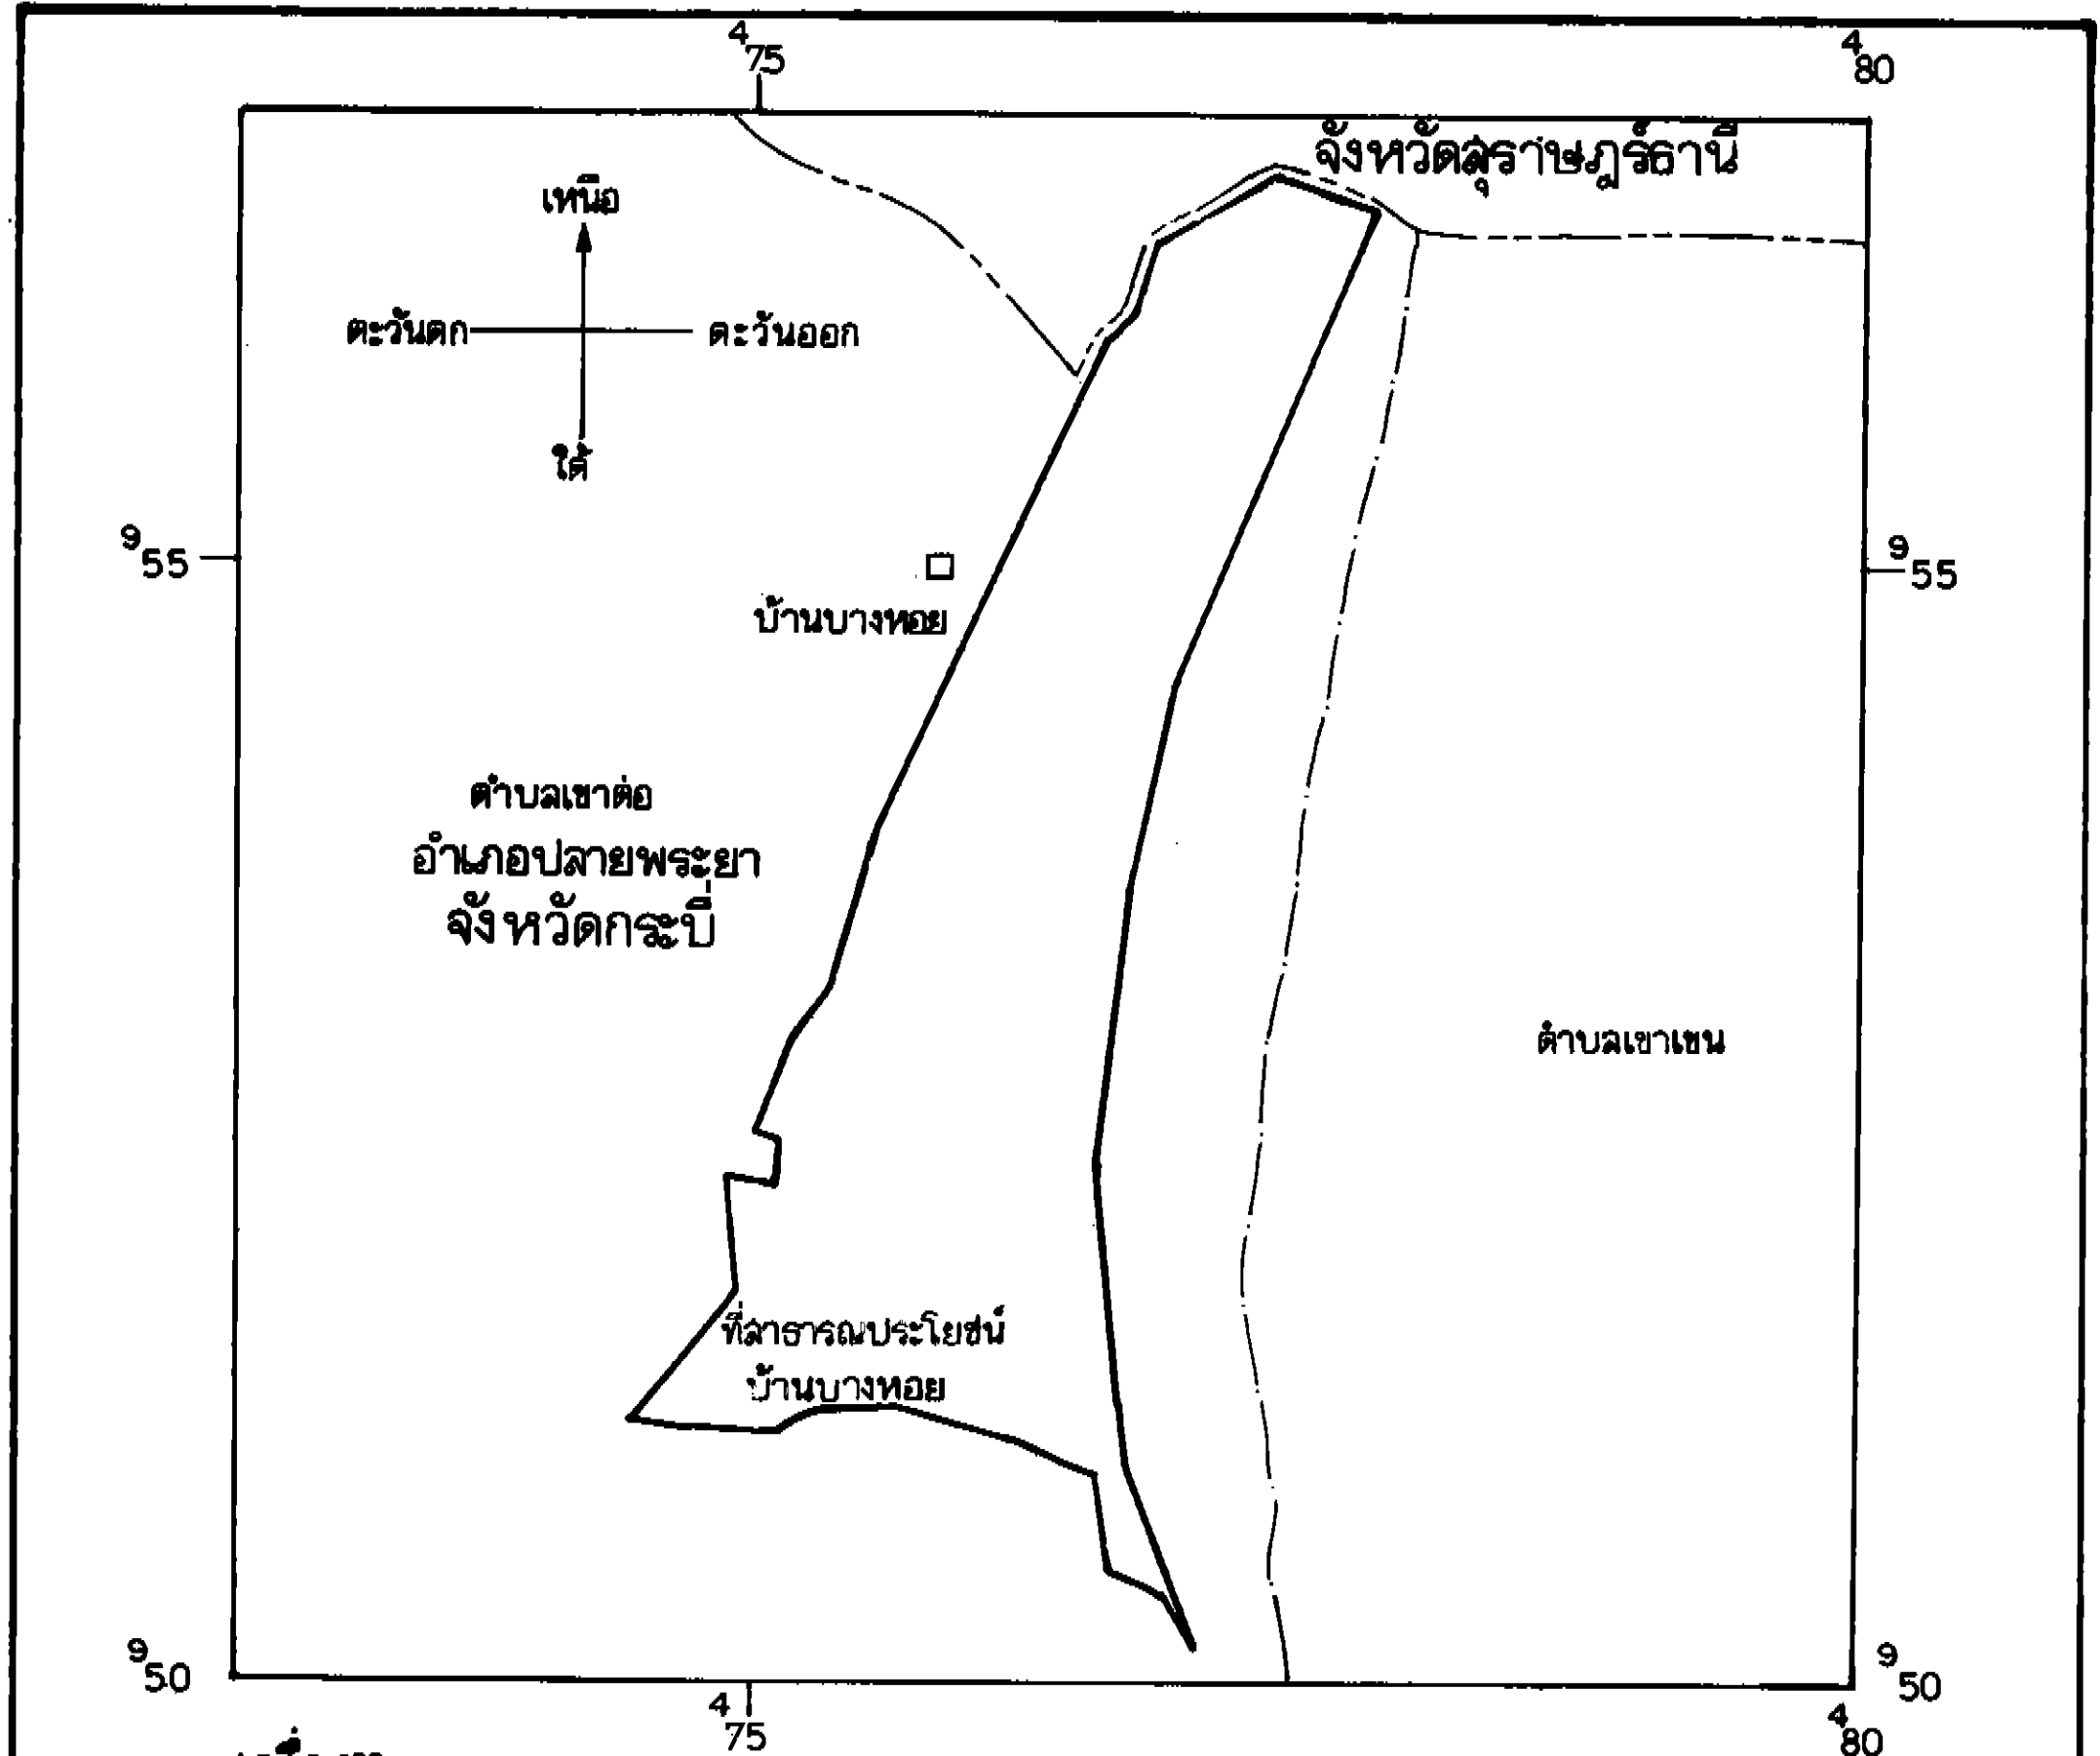 4 75
4 80
จังหวัดสุราษฎร์ธานี
เหนือ
ตะวันตก
ตะวันออก
ใต้
9 55
9 55
บ้านบางหอย
ตำบลเขาต่อ
อำเภอปลายพระยา
จังหวัดกระบี่
ตำบลเขาเขน
ที่สาธารณประโยชน์
บ้านบางหอย
9 50
9 50
4 75
4 80